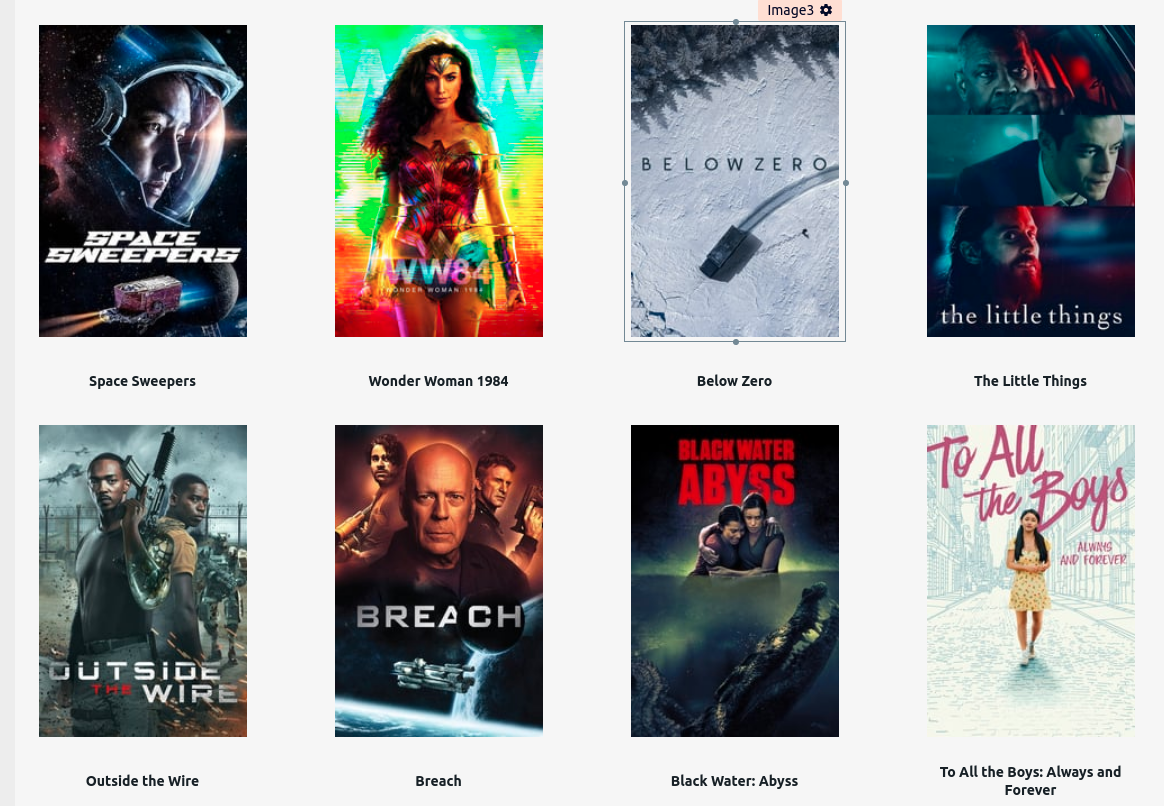 Image3
SPACE
SWEEPERS
WW84
WONDER WOMAN 1984
BELOW ZERO
the little things
Space Sweepers
Wonder Woman 1984
Below Zero
The Little Things
OUTSIDE
THE WIRE
BREACH
BLACK WATER
ABYSS
To All
the Boys
ALWAYS
AND FOREVER
Outside the Wire
Breach
Black Water: Abyss
To All the Boys: Always and
Forever